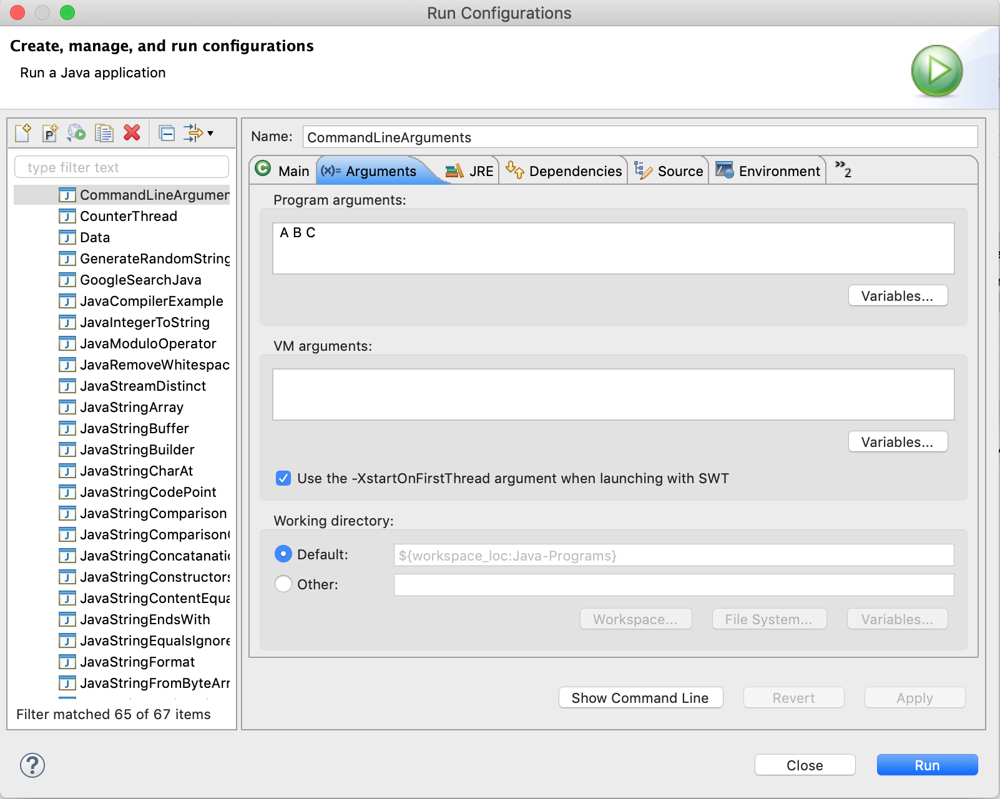 Run Configurations
Create, manage, and run configurations
Run a Java application
type filter text
CommandLineArgumen
CounterThread
Data
GenerateRandomString
GoogleSearchJava
JavaCompilerExample
JavaIntegerToString
JavaModuloOperator
JavaRemoveWhitespac
JavaStreamDistinct
JavaStringArray
JavaStringBuffer
JavaStringBuilder
JavaStringCharAt
JavaStringCodePoint
JavaStringComparison
JavaStringComparison
JavaStringConcatanatio
JavaStringConstructors
JavaStringContentEqua
JavaStringEndsWith
JavaStringEqualsIgnore
JavaStringFormat
JavaStringFromByteArr
Filter matched 65 of 67 items
Name: CommandLineArguments
Main (x)= Arguments JRE Dependencies Source Environment »2
Program arguments:
A B C
Variables...
VM arguments:
Variables...
Use the -XstartOnFirstThread argument when launching with SWT
Working directory:
Default: ${workspace_loc:Java-Programs}
Other:
Workspace... File System... Variables...
Show Command Line Revert Apply
? Close Run